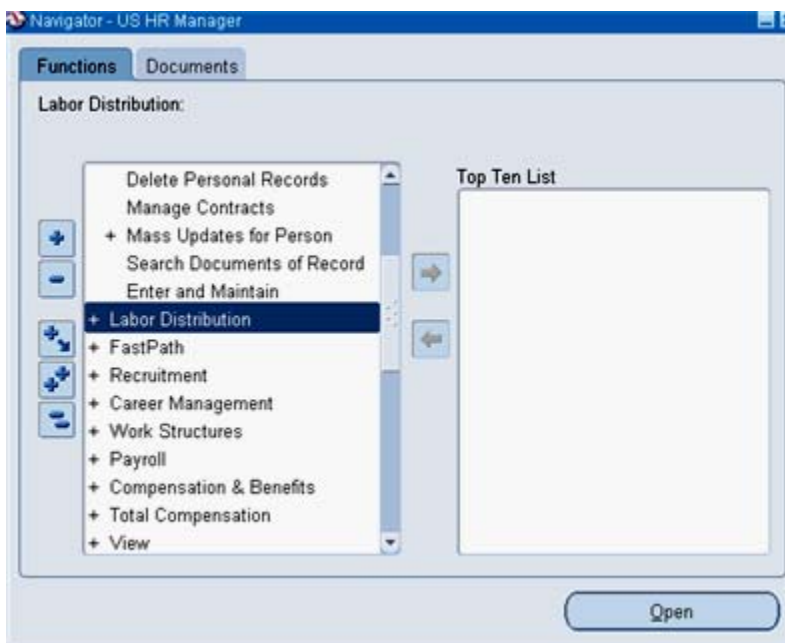 Navigator - US HR Manager
Functions Documents
Labor Distribution:
Top Ten List
Delete Personal Records
Manage Contracts
+ Mass Updates for Person
Search Documents of Record
Enter and Maintain
+ Labor Distribution
+ FastPath
+ Recruitment
+ Career Management
+ Work Structures
+ Payroll
+ Compensation & Benefits
+ Total Compensation
+ View
Open